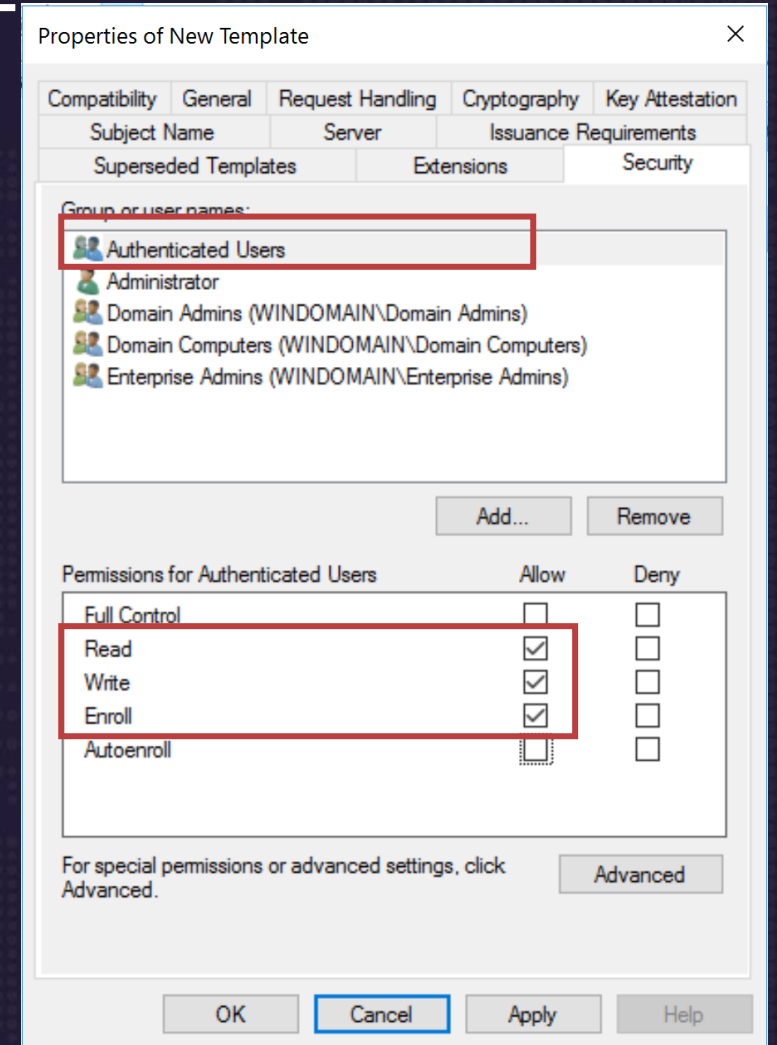 Properties of New Template
Compatibility General Request Handling Cryptography Key Attestation
Subject Name Server Issuance Requirements
Superseded Templates Extensions Security
Group or user names:
Authenticated Users
Administrator
Domain Admins (WINDOMAIN\Domain Admins)
Domain Computers (WINDOMAIN\Domain Computers)
Enterprise Admins (WINDOMAIN\Enterprise Admins)
Add... Remove
Permissions for Authenticated Users Allow Deny
Full Control
Read
Write
Enroll
Autoenroll
For special permissions or advanced settings, click
Advanced.
Advanced
OK Cancel Apply Help